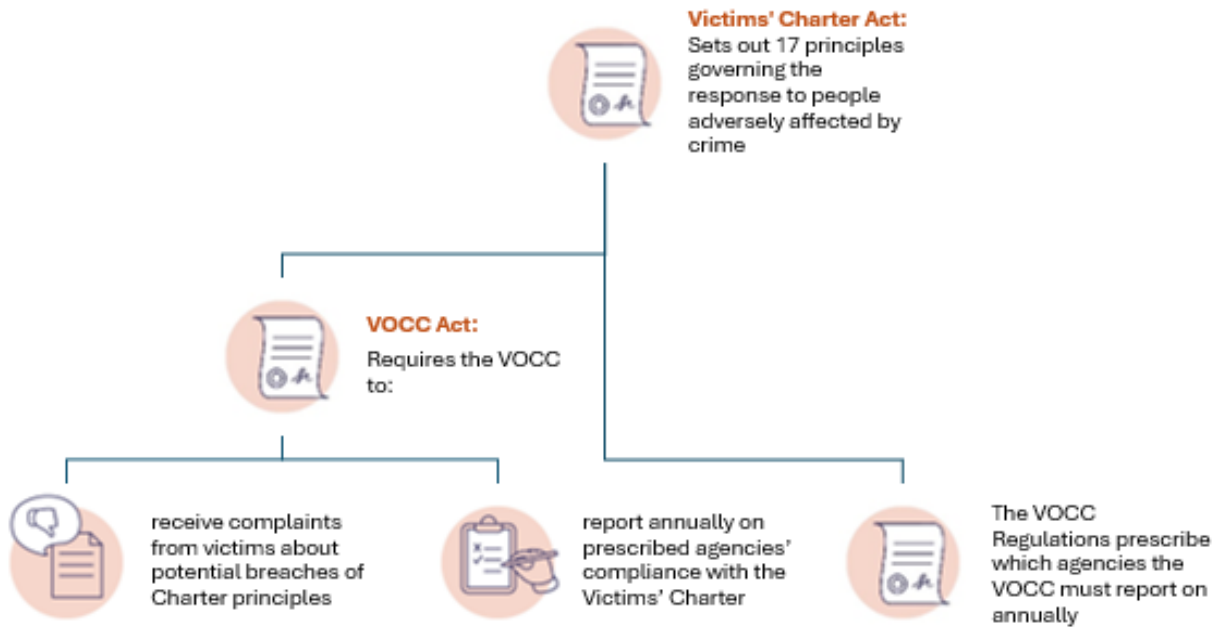 Victims' Charter Act:
Sets out 17 principles
governing the
response to people
adversely affected by
crime
VOCC Act:
Requires the VOCC
to:
receive complaints
from victims about
potential breaches of
Charter principles
report annually on
prescribed agencies'
compliance with the
Victims' Charter
The VOCC
Regulations prescribe
which agencies the
VOCC must report on
annually